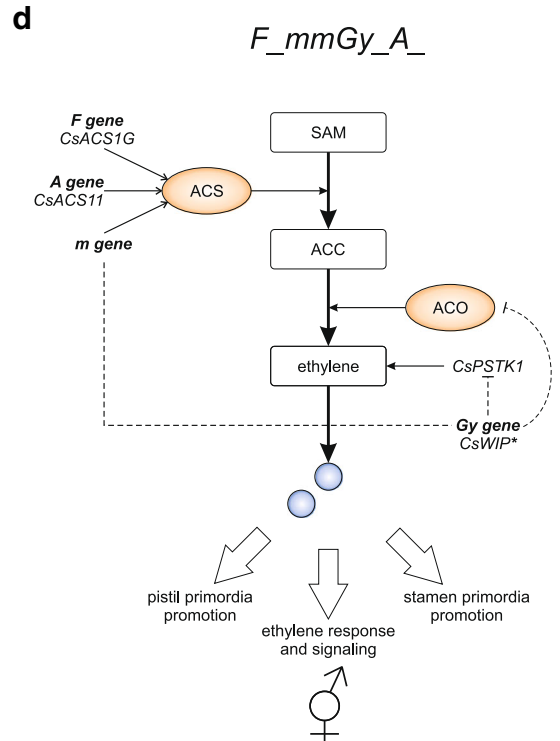 d
F_mmGy_A_
F gene
CsACS1G
A gene
CsACS11
m gene
ACS
SAM
ACC
ACO
ethylene
CsPSTK1
Gy gene
CsWIP*
pistil primordia
promotion
ethylene response
and signaling
stamen primordia
promotion